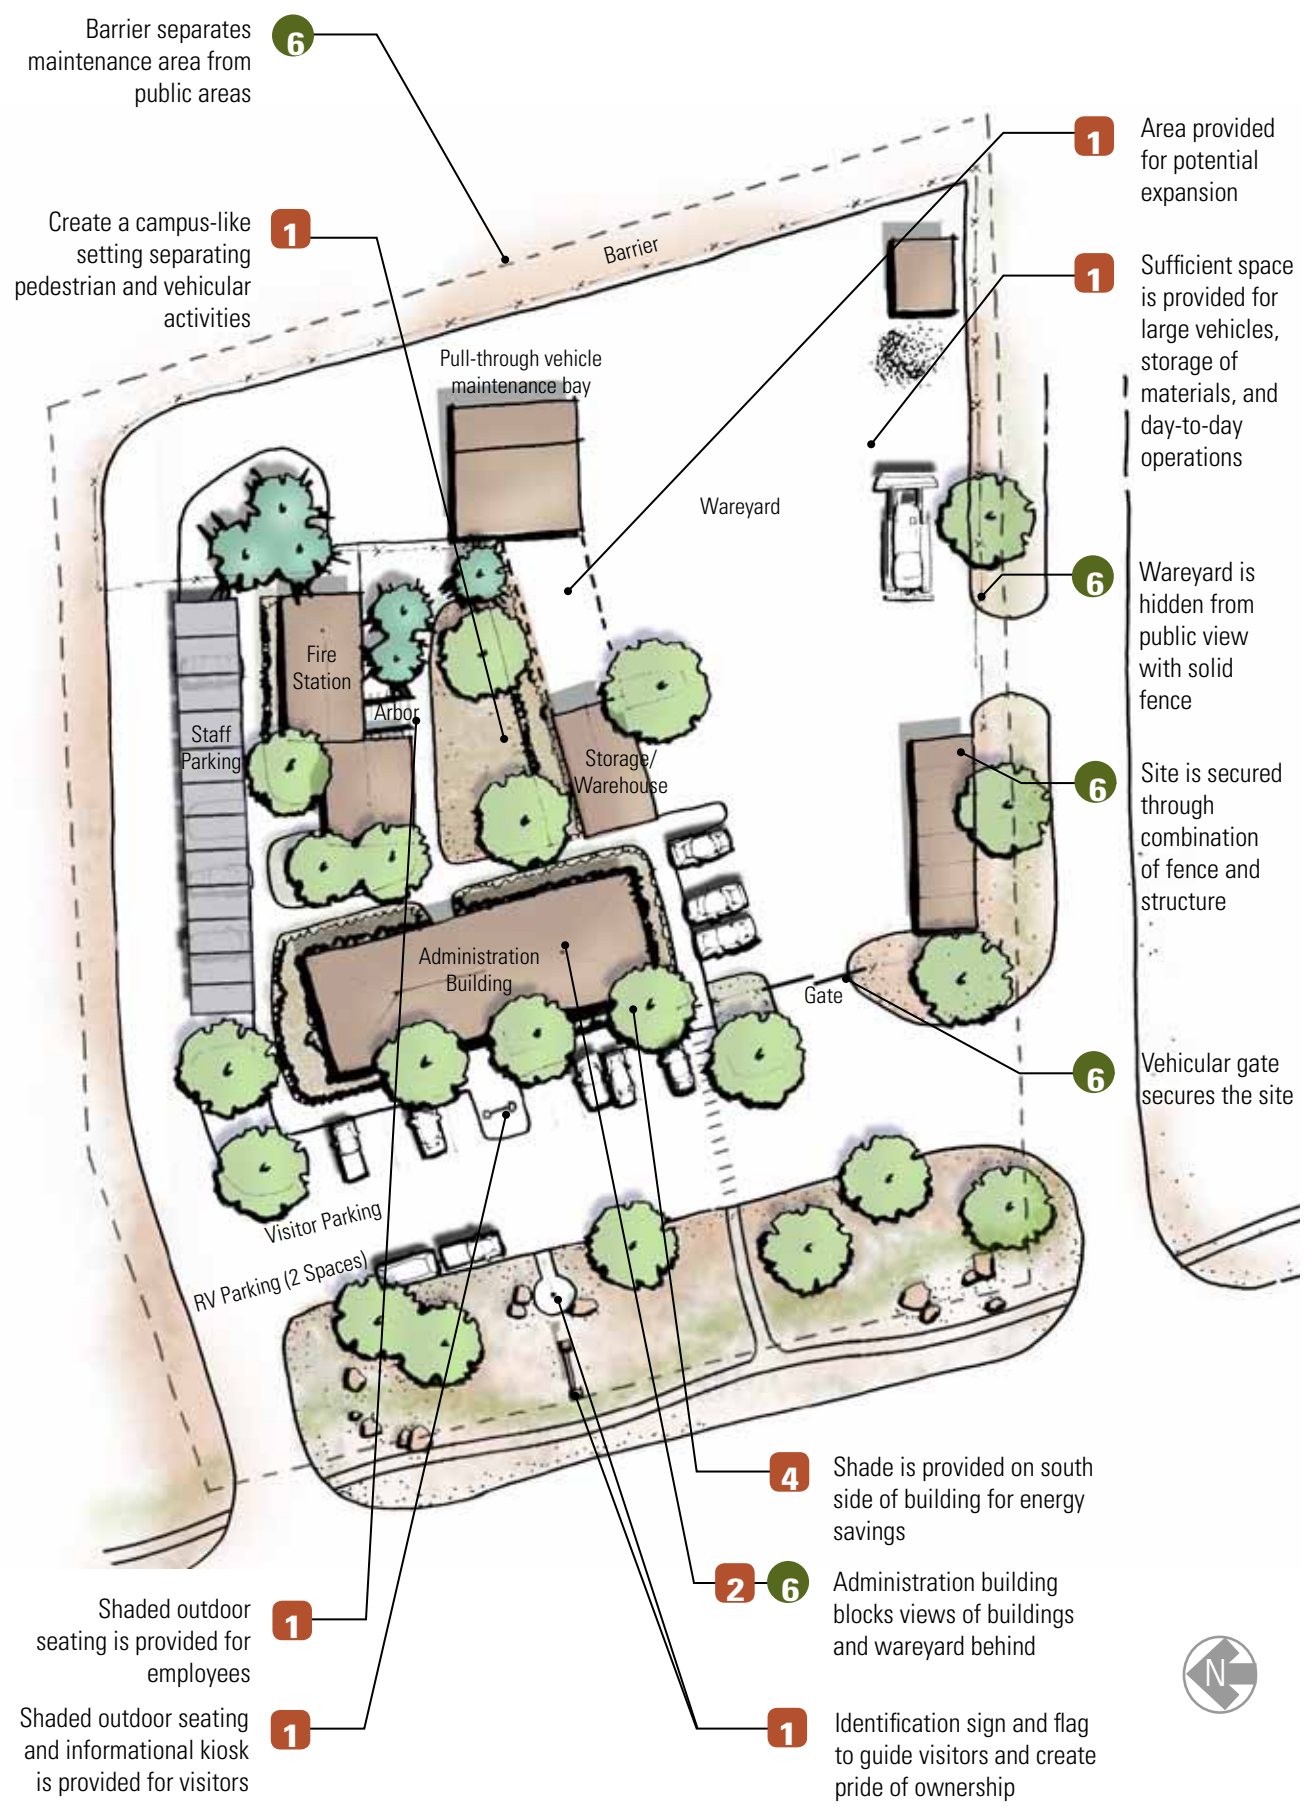 Barrier separates
maintenance area from
public areas
6
1
Area provided
for potential
expansion
Create a campus-like
setting separating
pedestrian and vehicular
activities
1
Barrier
1
Sufficient space
is provided for
large vehicles,
storage of
materials, and
day-to-day
operations
Pull-through vehicle
maintenance bay
Wareyard
6
Wareyard is
hidden from
public view
with solid
fence
Fire
Station
Arbor
Staff
Parking
Storage/
Warehouse
6
Site is secured
through
combination
of fence and
structure
Administration
Building
Gate
6
Vehicular gate
secures the site
Visitor Parking
RV Parking (2 Spaces)
4
Shade is provided on south
side of building for energy
savings
2
6
Administration building
blocks views of buildings
and wareyard behind
Shaded outdoor
seating is provided for
employees
1
Shaded outdoor seating
and informational kiosk
is provided for visitors
1
1
Identification sign and flag
to guide visitors and create
pride of ownership
N